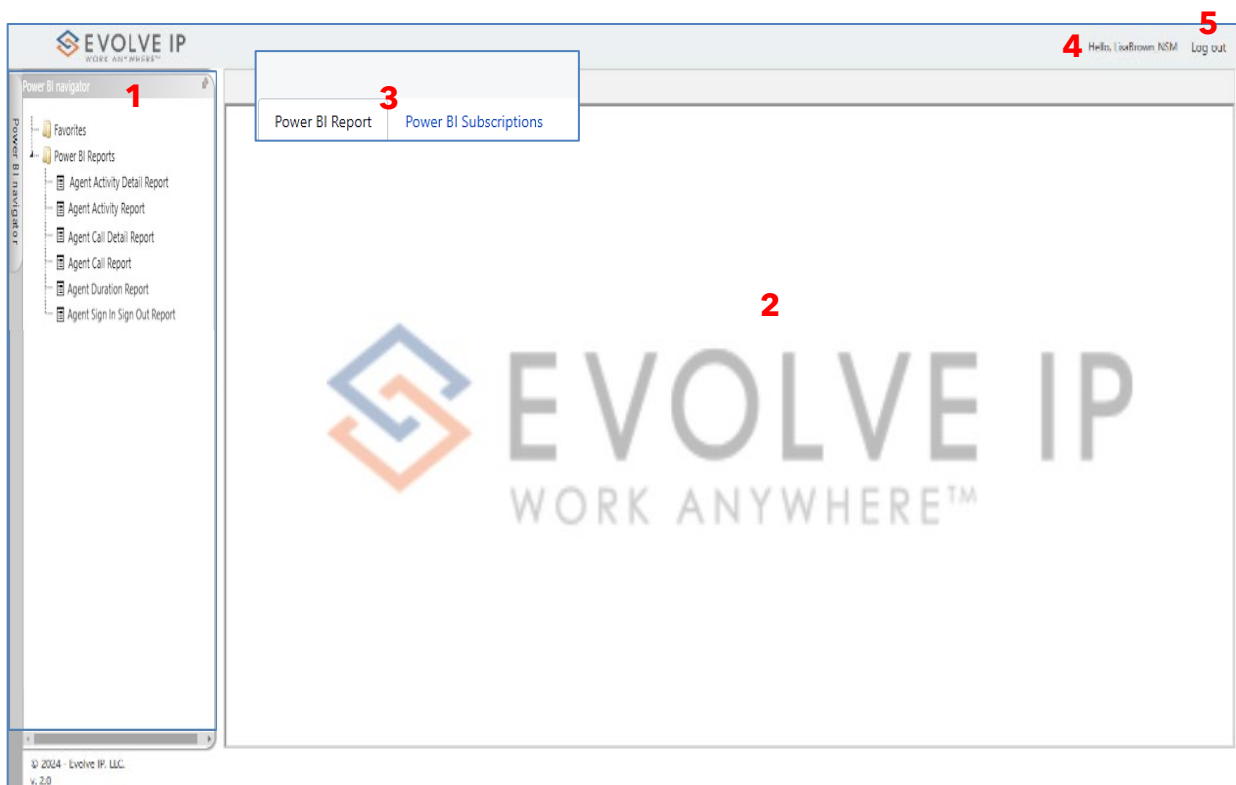 5
EVOLVE IP
WORK ANYWHERE™
4
Hello, LisaBrown NSM
Log out
Power BI navigator
1
Power BI navigator
Favorites
Power BI Reports
Agent Activity Detail Report
Agent Activity Report
Agent Call Detail Report
Agent Call Report
Agent Duration Report
Agent Sign In Sign Out Report
3
Power BI Report
Power BI Subscriptions
2
EVOLVE IP
WORK ANYWHERE™
© 2024 - Evolve IP. LLC.
v. 2.0